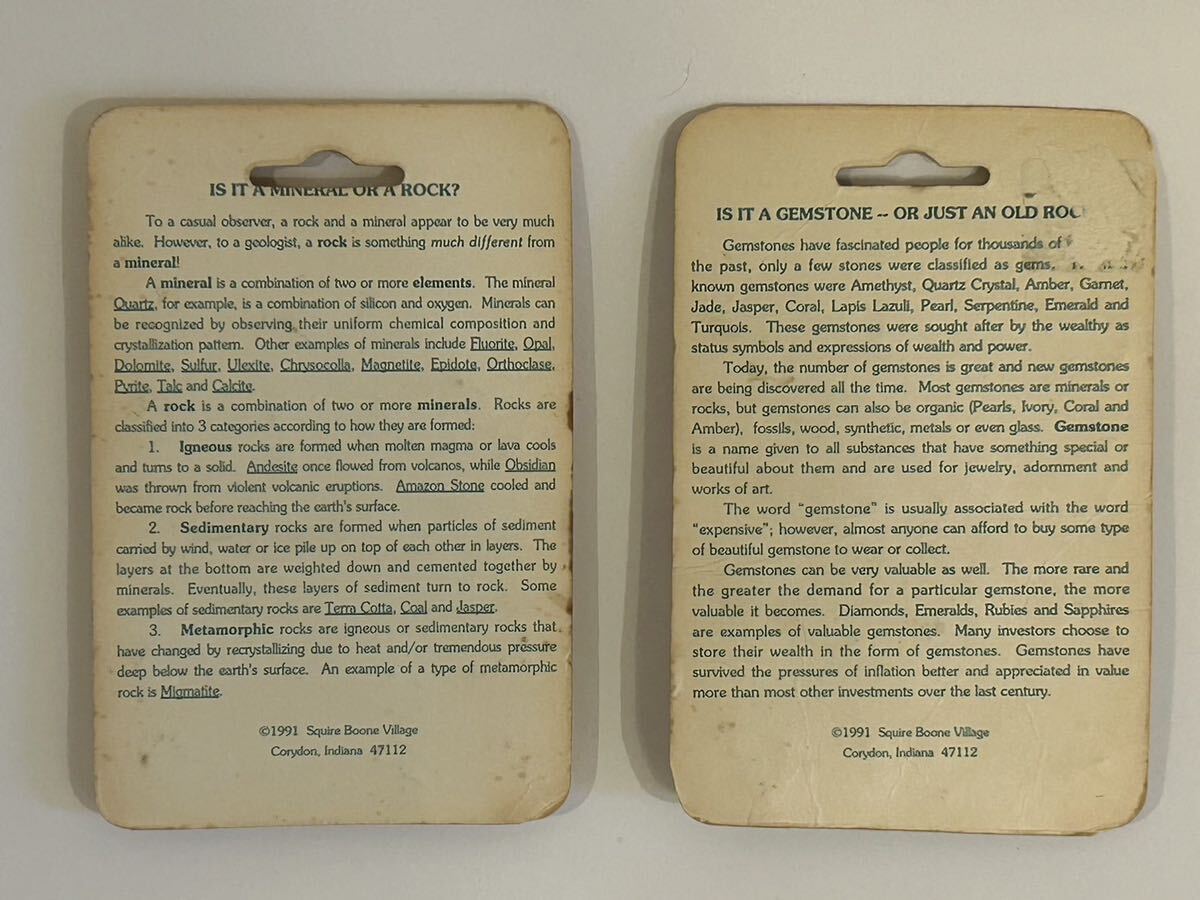 IS IT A MINERAL OR A ROCK?
To a casual observer, a rock and a mineral appear to be very much
alike. However, to a geologist, a rock is something much different from
a mineral!
A mineral is a combination of two or more elements. The mineral
Quartz, for example, is a combination of silicon and oxygen. Minerals can
be recognized by observing their uniform chemical composition and
crystallization pattern. Other examples of minerals include Fluorite, Opal,
Dolomite, Sulfur, Ulexite, Chrysocolla, Magnetite, Epidote, Orthoclase,
Pyrite, Talc and Calcite.
A rock is a combination of two or more minerals. Rocks are
classified into 3 categories according to how they are formed:
1. Igneous rocks are formed when molten magma or lava cools
and turns to a solid. Andesite once flowed from volcanos, while Obsidian
was thrown from violent volcanic eruptions. Amazon Stone cooled and
became rock before reaching the earth's surface.
2. Sedimentary rocks are formed when particles of sediment
carried by wind, water or ice pile up on top of each other in layers. The
layers at the bottom are weighted down and cemented together by
minerals. Eventually, these layers of sediment turn to rock. Some
examples of sedimentary rocks are Terra Cotta, Coal and Jasper.
3. Metamorphic rocks are igneous or sedimentary rocks that
have changed by recrystallizing due to heat and/or tremendous pressure
deep below the earth's surface. An example of a type of metamorphic
rock is Migmatite.
©1991 Squire Boone Village
Corydon, Indiana 47112
IS IT A GEMSTONE -- OR JUST AN OLD ROC
Gemstones have fascinated people for thousands of
the past, only a few stones were classified as gems.
known gemstones were Amethyst, Quartz Crystal, Amber, Garnet,
Jade, Jasper, Coral, Lapis Lazuli, Pearl, Serpentine, Emerald and
Turquois. These gemstones were sought after by the wealthy as
status symbols and expressions of wealth and power.
Today, the number of gemstones is great and new gemstones
are being discovered all the time. Most gemstones are minerals or
rocks, but gemstones can also be organic (Pearls, Ivory, Coral and
Amber), fossils, wood, synthetic, metals or even glass. Gemstone
is a name given to all substances that have something special or
beautiful about them and are used for jewelry, adornment and
works of art.
The word "gemstone" is usually associated with the word
"expensive"; however, almost anyone can afford to buy some type
of beautiful gemstone to wear or collect.
Gemstones can be very valuable as well. The more rare and
the greater the demand for a particular gemstone, the more
valuable it becomes. Diamonds, Emeralds, Rubies and Sapphires
are examples of valuable gemstones. Many investors choose to
store their wealth in the form of gemstones. Gemstones have
survived the pressures of inflation better and appreciated in value
more than most other investments over the last century.
©1991 Squire Boone Village
Corydon, Indiana 47112